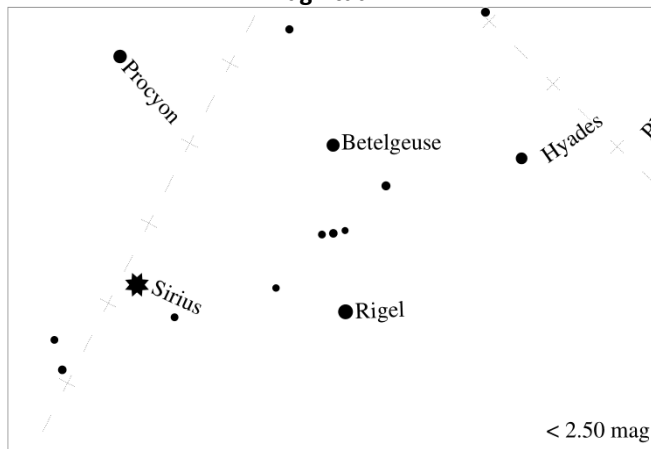 Procyon
Betelgeuse
Hyades
Sirius
Rigel
< 2.50 mag